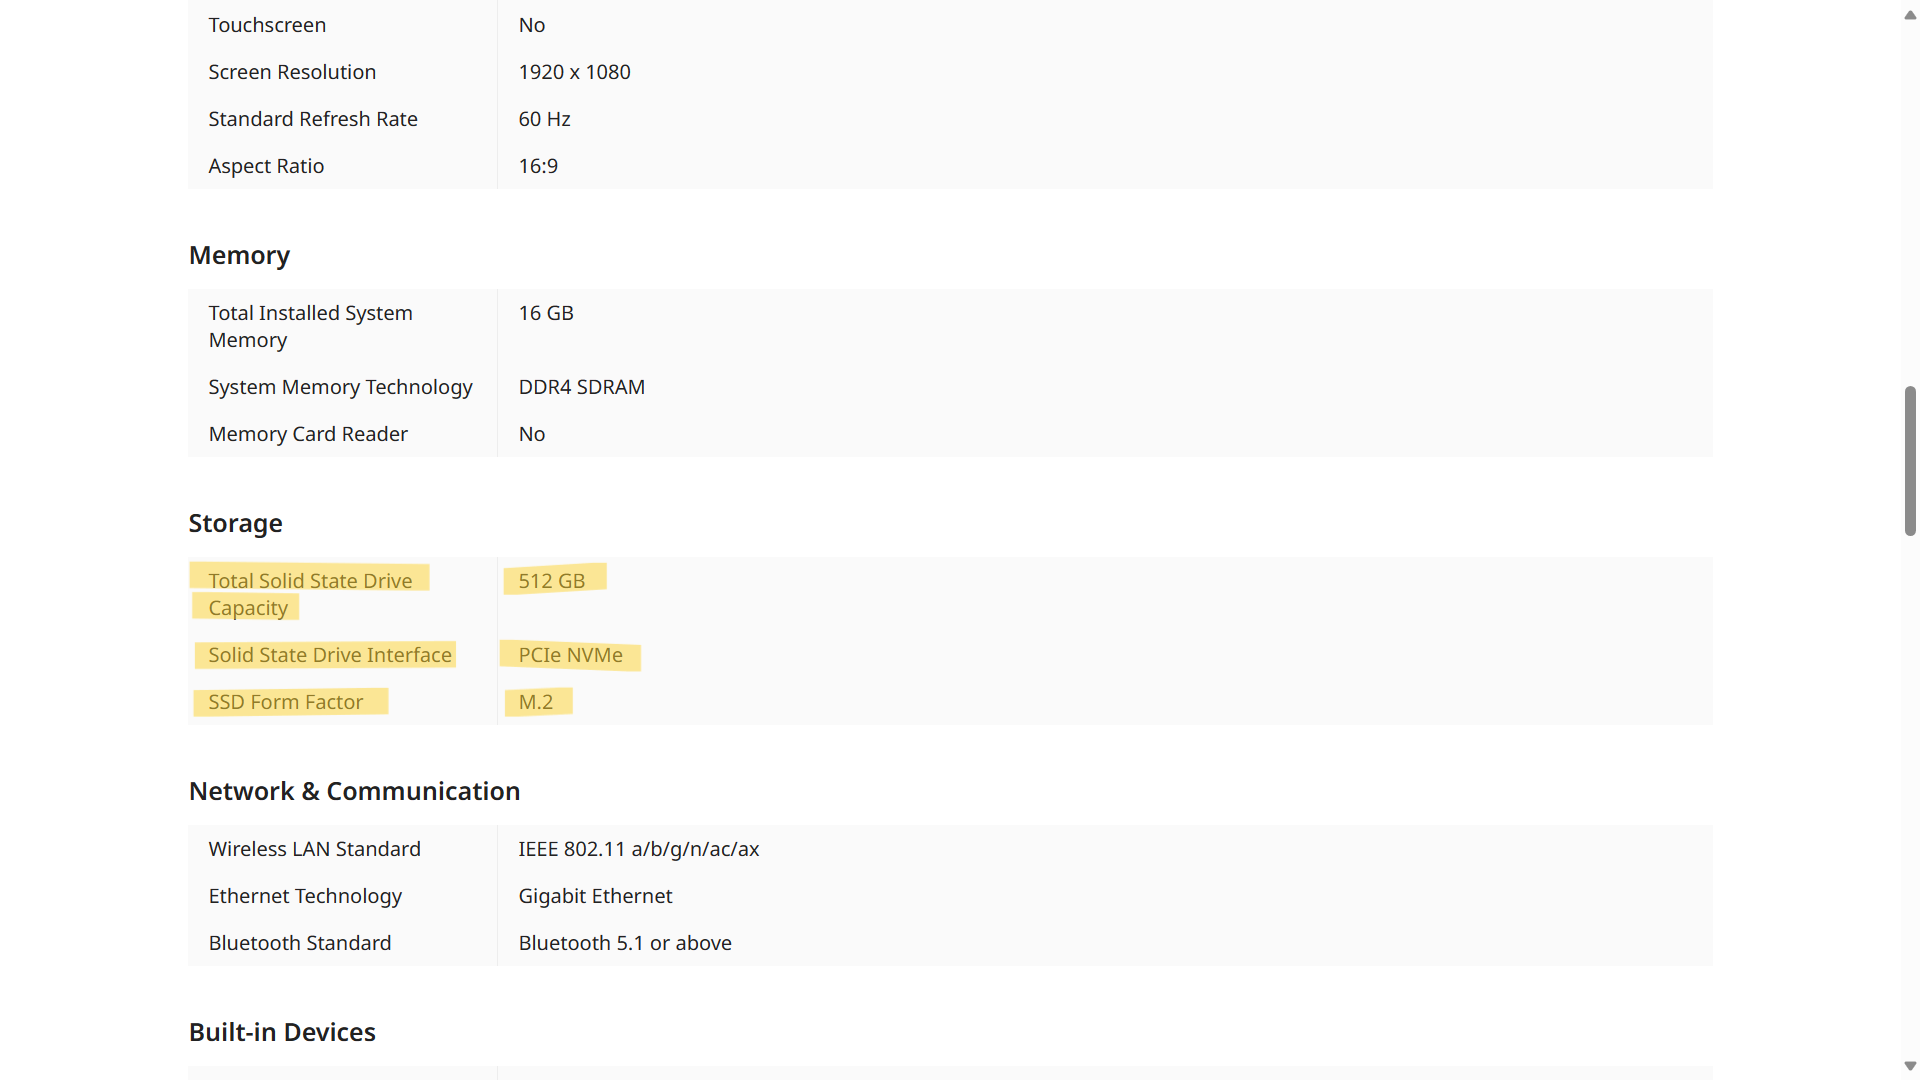 Touchscreen No
Screen Resolution 1920 x 1080
Standard Refresh Rate 60 Hz
Aspect Ratio 16:9
Memory
Total Installed System 16 GB
Memory
System Memory Technology DDR4 SDRAM
Memory Card Reader No
Storage
Total Solid State Drive 512 GB
Capacity
Solid State Drive Interface PCIe NVMe
SSD Form Factor M.2
Network & Communication
Wireless LAN Standard IEEE 802.11 a/b/g/n/ac/ax
Ethernet Technology Gigabit Ethernet
Bluetooth Standard Bluetooth 5.1 or above
Built-in Devices